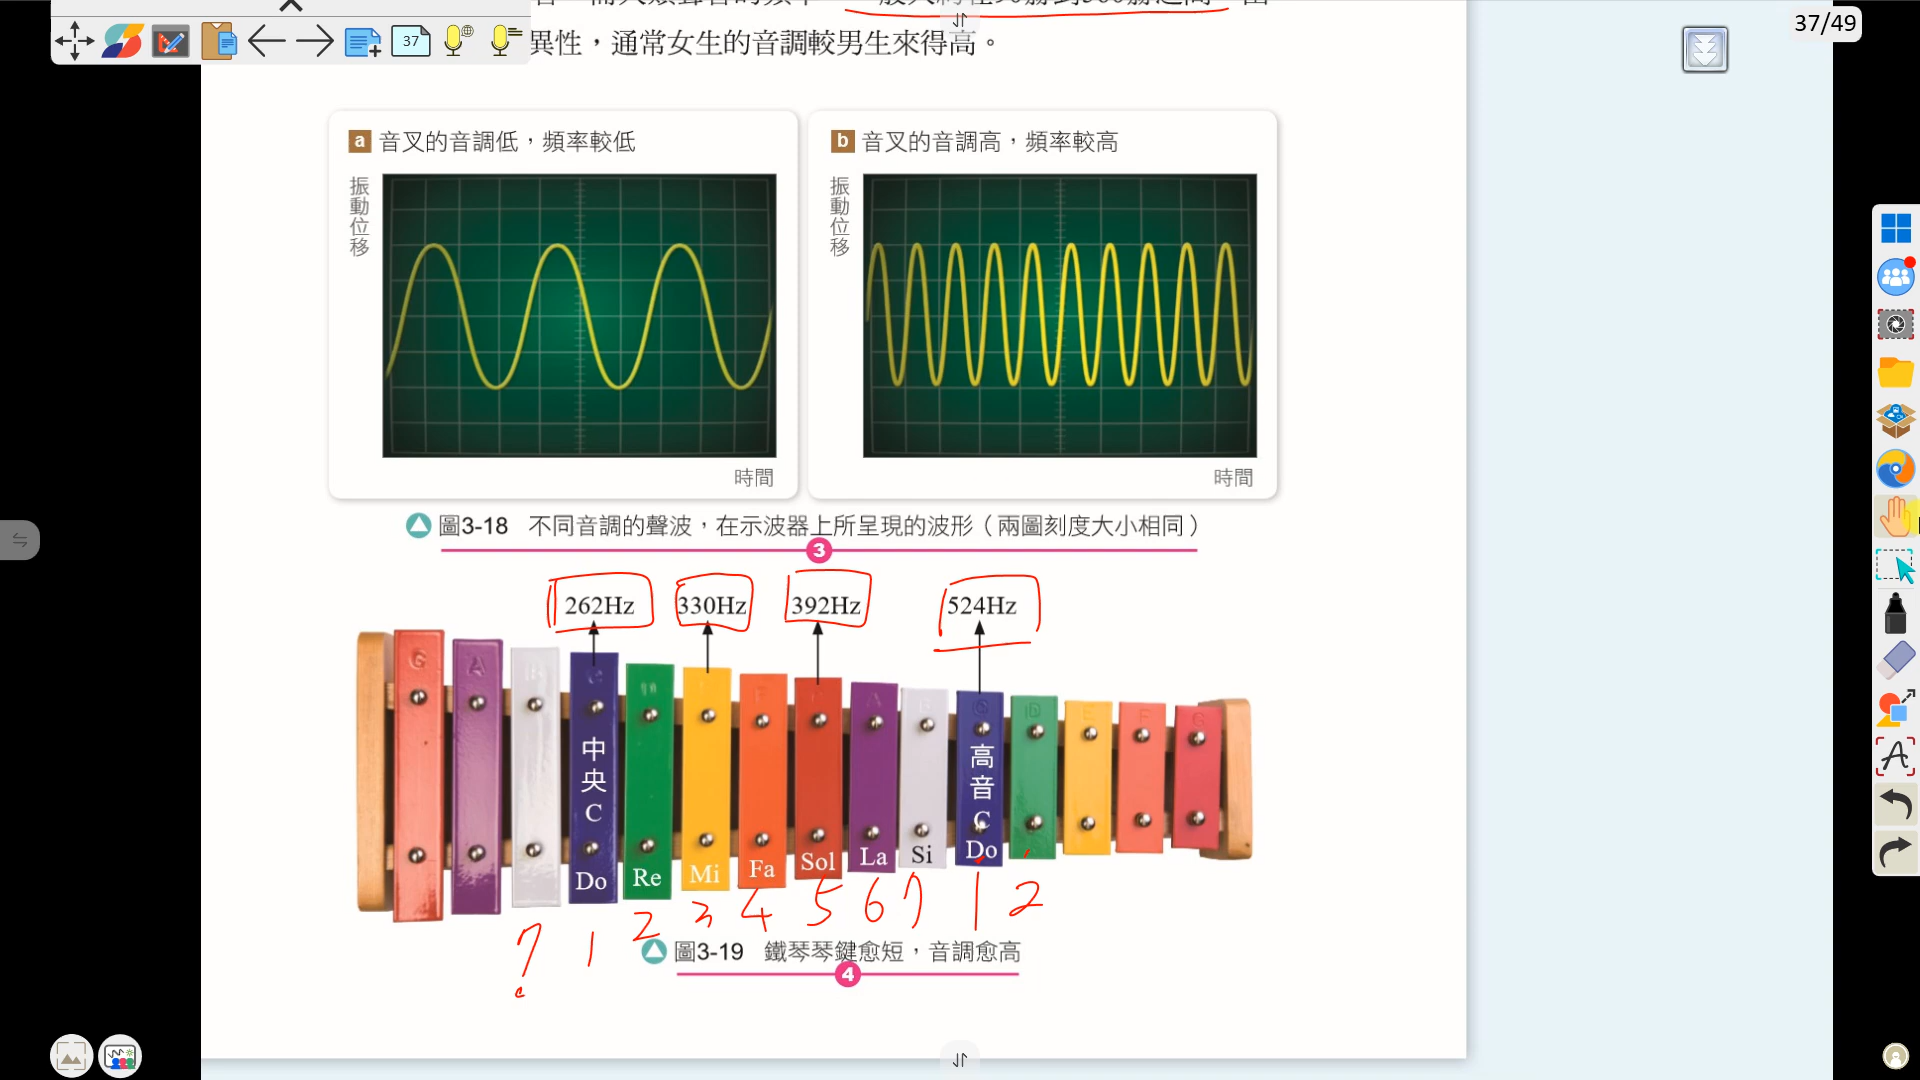 37/49
37
異性，通常女生的音調較男生來得高。
a 音叉的音調低，頻率較低
b 音叉的音調高，頻率較高
振動位移
振動位移
時間
時間
圖3-18 不同音調的聲波，在示波器上所呈現的波形（兩圖刻度大小相同）
3
262Hz 330Hz 392Hz 524Hz
G A
中央C
高音C
Do Re Mi Fa Sol La Si Do
7 1 2 3 4 5 6 7 1 2
圖3-19 鐵琴琴鍵愈短，音調愈高
4